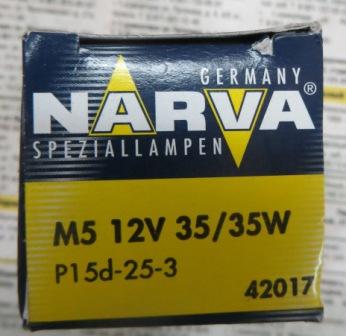 GERMANY
NARVA®
SPEZIALLAMPEN
M5 12V 35/35W
P15d-25-3
42017